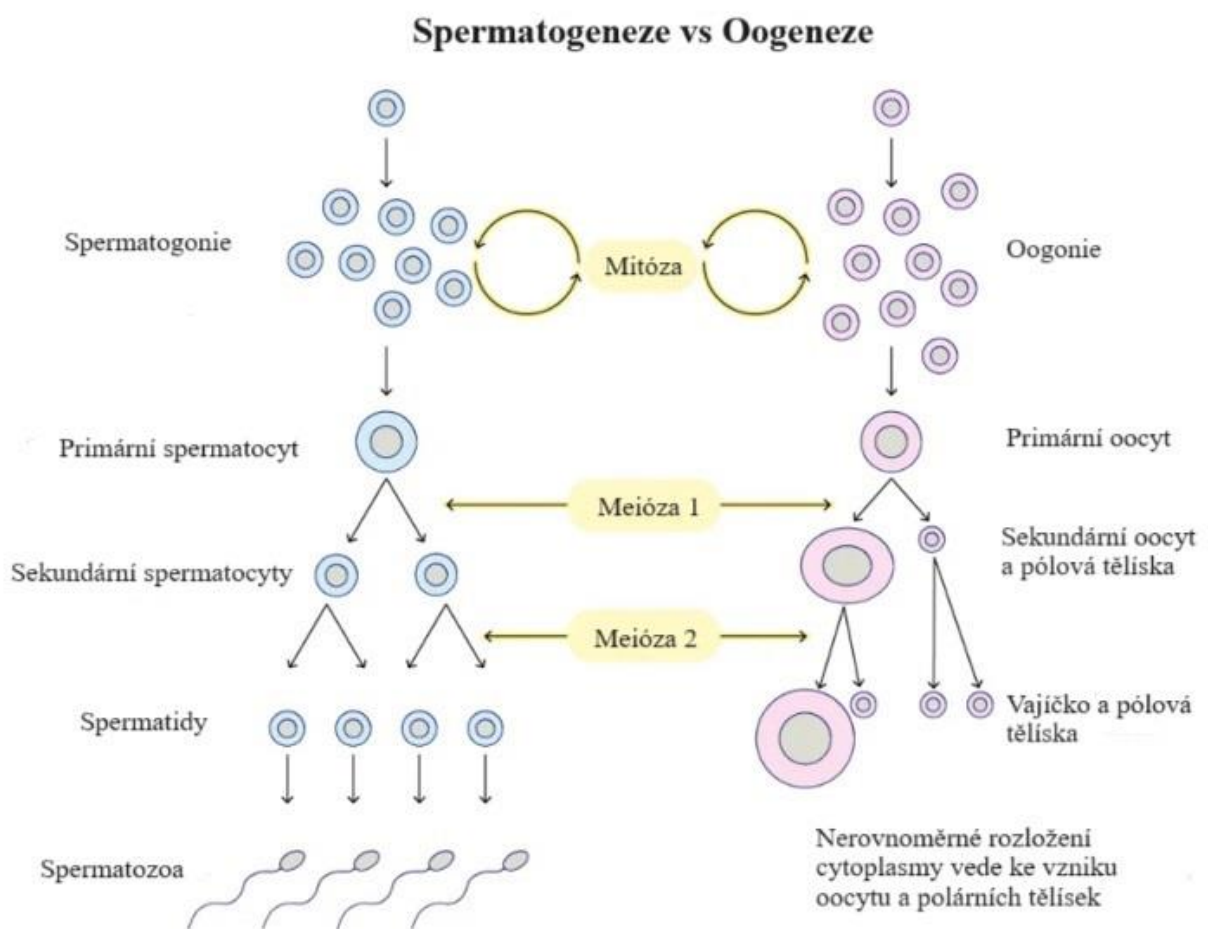 Spermatogeneze vs Oogeneze
Spermatogonie
Mitóza
Oogonie
Primární spermatocyt
Primární oocyt
Meióza 1
Sekundární spermatocyty
Sekundární oocyt
a pólová tělíska
Meióza 2
Spermatidy
Vajíčko a pólová
tělíska
Spermatozoa
Nerovnoměrné rozložení
cytoplasmy vede ke vzniku
oocytu a polárních tělísek